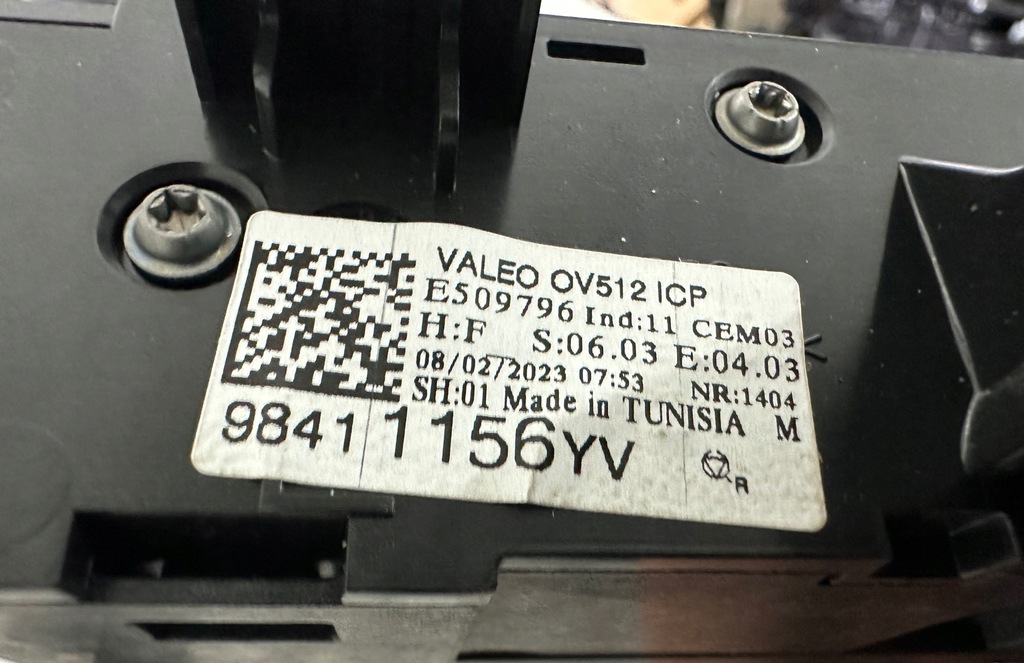 VALEO OV512 ICP
E509796 Ind:11 CEM03
H:F S:06.03 E:04.03
08/02/2023 07:53 NR:1404
SH:01 Made in TUNISIA M
98411156YV
R